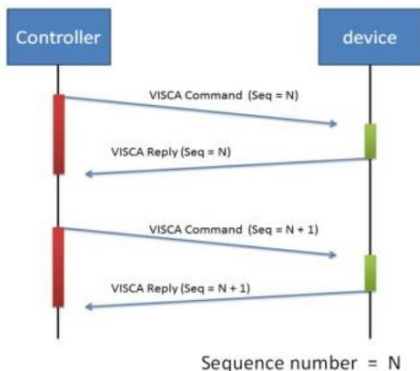 Controller
device
VISCA Command (Seq = N)
VISCA Reply (Seq = N)
VISCA Command (Seq = N + 1)
VISCA Reply (Seq = N + 1)
Sequence number = N